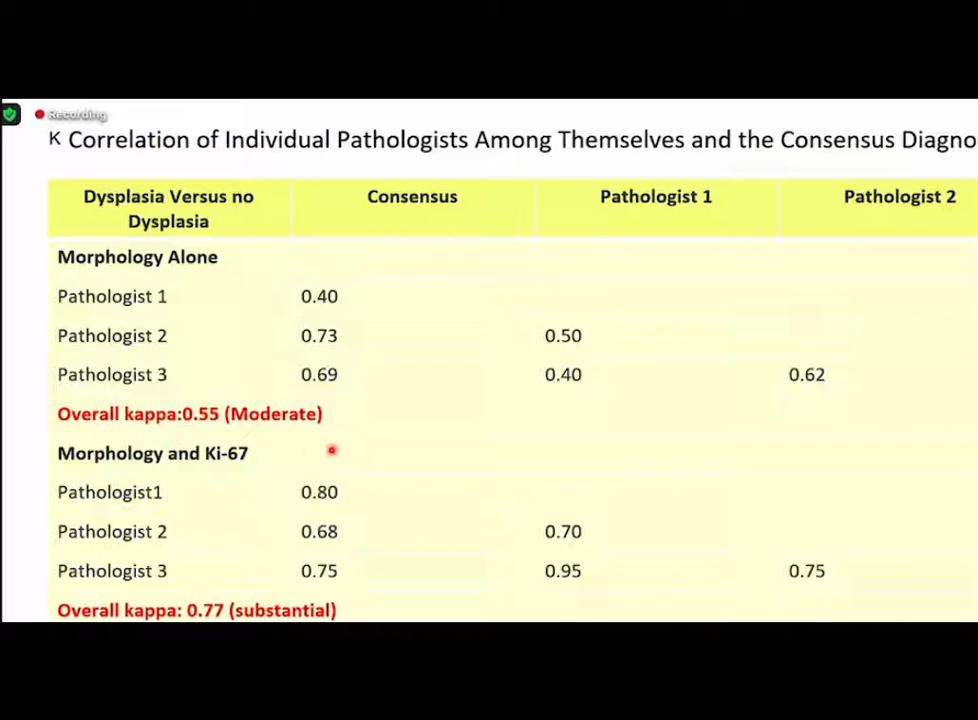 Recording
K Correlation of Individual Pathologists Among Themselves and the Consensus Diagno
Dysplasia Versus no Dysplasia Consensus Pathologist 1 Pathologist 2
Morphology Alone
Pathologist 1 0.40
Pathologist 2 0.73 0.50
Pathologist 3 0.69 0.40 0.62
Overall kappa:0.55 (Moderate)
Morphology and Ki-67
Pathologist1 0.80
Pathologist 2 0.68 0.70
Pathologist 3 0.75 0.95 0.75
Overall kappa: 0.77 (substantial)